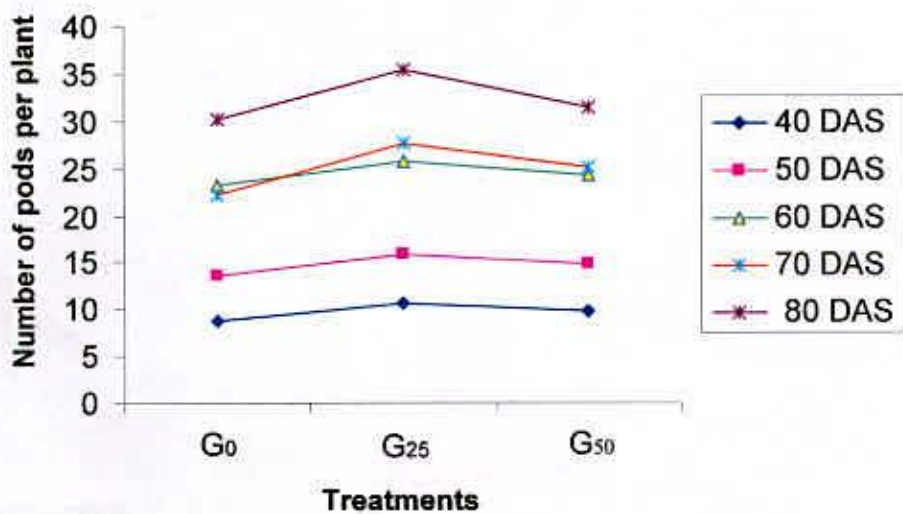 Number of pods per plant
40
35
30
25
20
15
10
5
0
G0
G25
G50
Treatments
40 DAS
50 DAS
60 DAS
70 DAS
80 DAS